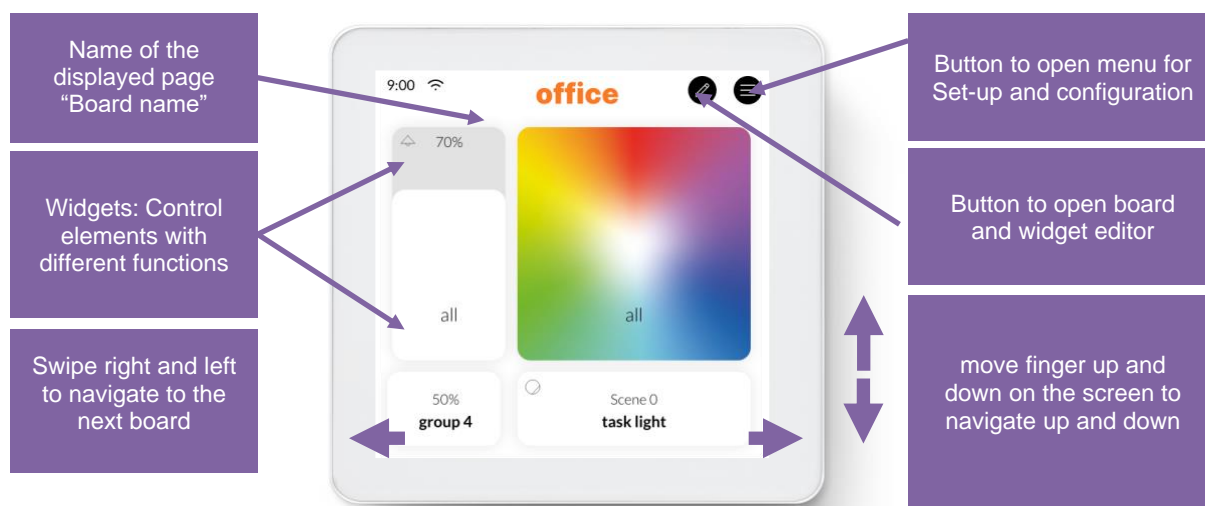 Name of the
displayed page
“Board name”
Widgets: Control
elements with
different functions
Swipe right and left
to navigate to the
next board
9:00
office
70%
all
all
50%
group 4
Scene 0
task light
Button to open menu for
Set-up and configuration
Button to open board
and widget editor
move finger up and
down on the screen to
navigate up and down